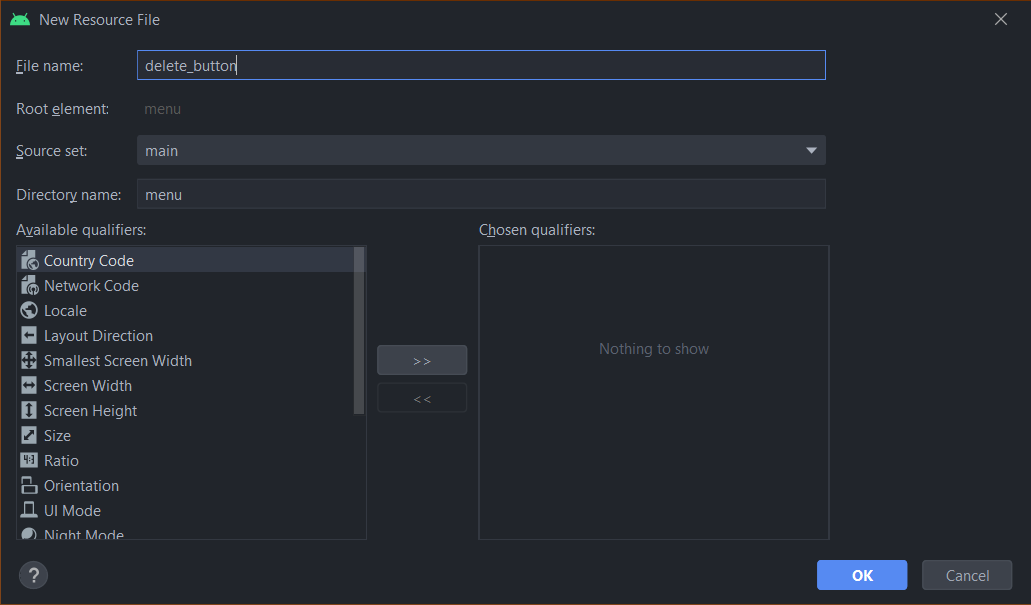 New Resource File
File name: delete_button
Root element: menu
Source set: main
Directory name: menu
Available qualifiers:
Country Code
Network Code
Locale
Layout Direction
Smallest Screen Width
Screen Width
Screen Height
Size
Ratio
Orientation
UI Mode
Night Mode
>>
<<
Chosen qualifiers:
Nothing to show
?
OK
Cancel